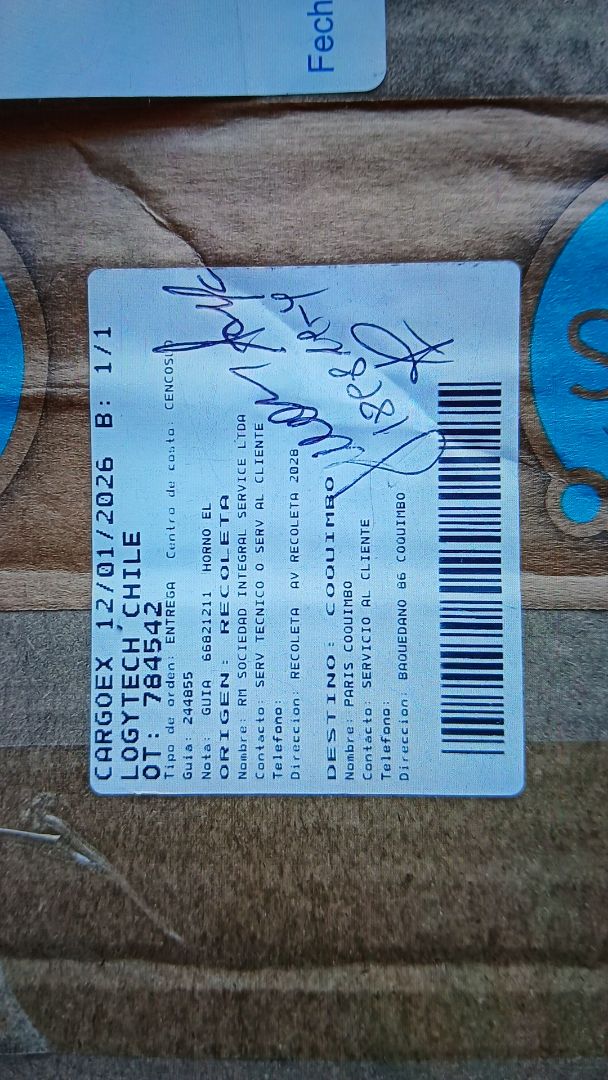 Fech
CARGOEX 12/01/2026 B: 1/1
LOGYTECH CHILE
OT: 784542
Tipo de orden: ENTREGA Centro de costo: CENCOSUD
Guia: 244855
Nota: GUIA 66821211 HORNO EL
ORIGEN: RECOLETA
Nombre: RM SOCIEDAD INTEGRAL SERVICE LTDA
Contacto: SERV TECNICO O SERV AL CLIENTE
Telefono:
Direccion: RECOLETA AV RECOLETA 2028
DESTINO: COQUIMBO
Nombre: PARIS COQUIMBO
Contacto: SERVICIO AL CLIENTE
Telefono:
Direccion: BAQUEDANO 86 COQUIMBO